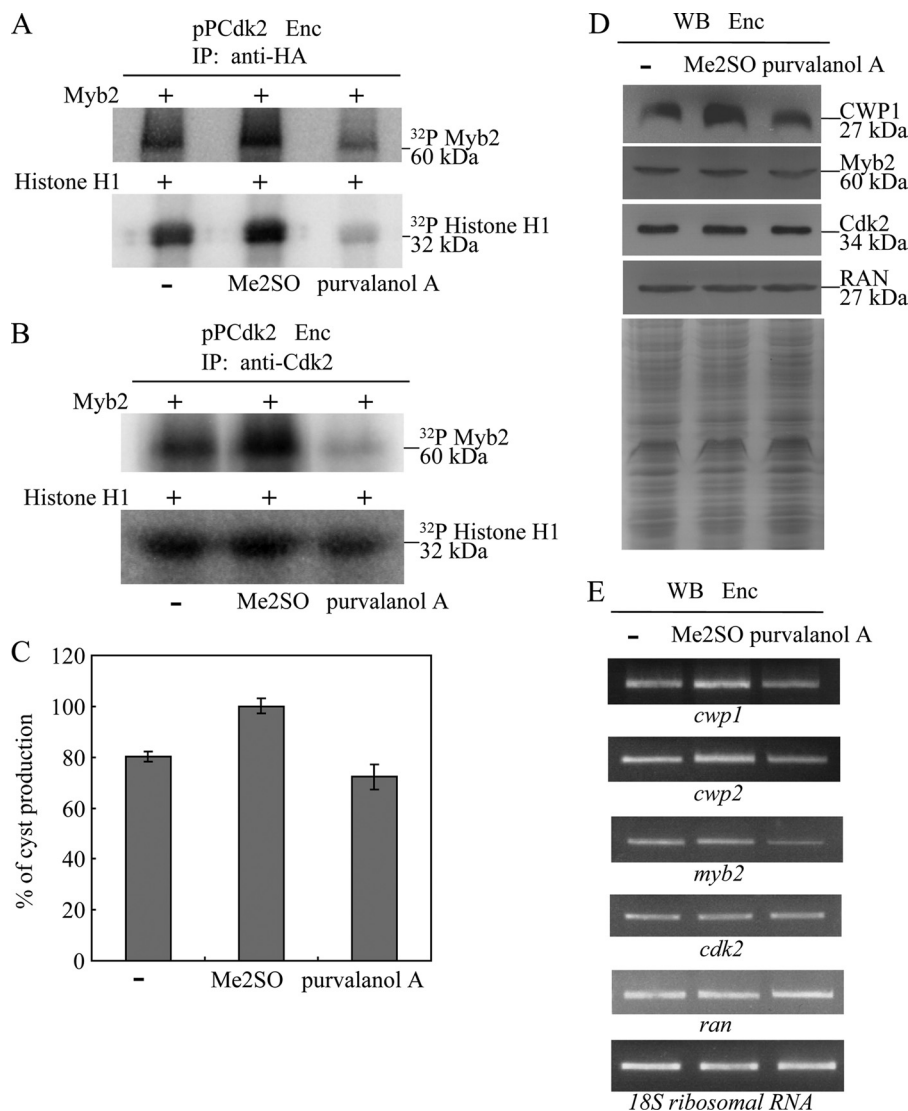 A
pPCdk2 Enc
IP: anti-HA
Myb2 + + +
³²P Myb2
60 kDa
Histone H1 + + +
³²P Histone H1
32 kDa
- Me2SO purvalanol A
B
pPCdk2 Enc
IP: anti-Cdk2
Myb2 + + +
³²P Myb2
60 kDa
Histone H1 + + +
³²P Histone H1
32 kDa
- Me2SO purvalanol A
C
% of cyst production
120
100
80
60
40
20
0
- Me2SO purvalanol A
D
WB Enc
- Me2SO purvalanol A
CWP1
27 kDa
Myb2
60 kDa
Cdk2
34 kDa
RAN
27 kDa
E
WB Enc
- Me2SO purvalanol A
cwp1
cwp2
myb2
cdk2
ran
18S ribosomal RNA